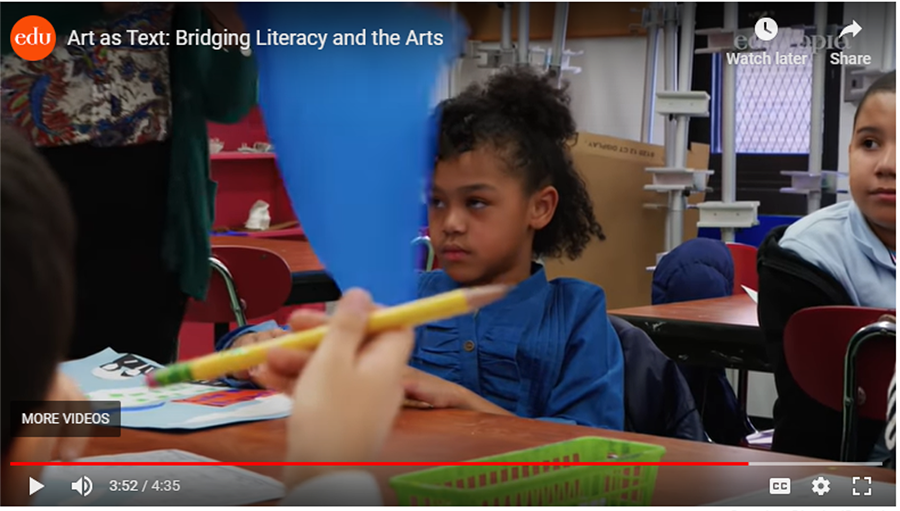 edu
Art as Text: Bridging Literacy and the Arts
edutopia
Watch later
Share
MORE VIDEOS
3:52 / 4:35
CC